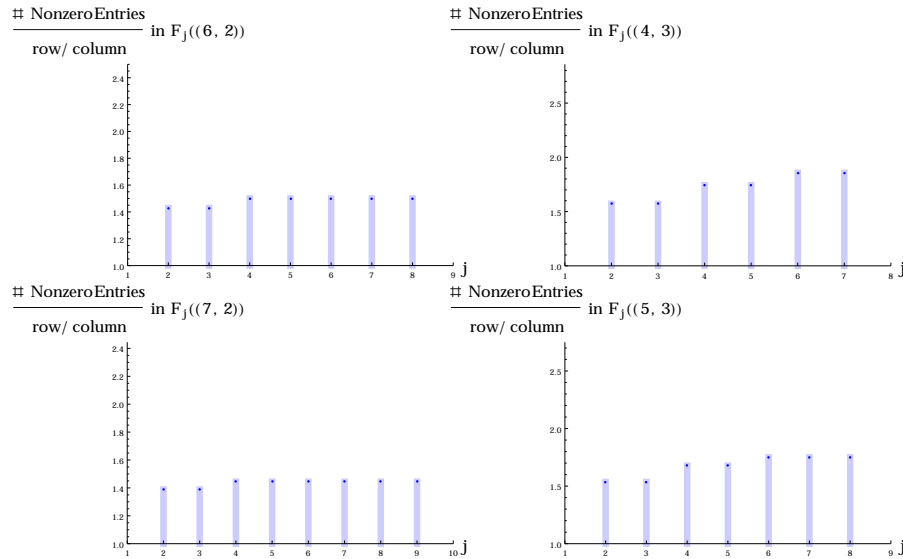 # NonzeroEntries
in F_j((6, 2))
row/ column
2.4
2.2
2.0
1.8
1.6
1.4
1.2
1.0
1 2 3 4 5 6 7 8 9 j
# NonzeroEntries
in F_j((4, 3))
row/ column
2.5
2.0
1.5
1.0
1 2 3 4 5 6 7 8 j
# NonzeroEntries
in F_j((7, 2))
row/ column
2.4
2.2
2.0
1.8
1.6
1.4
1.2
1.0
1 2 3 4 5 6 7 8 9 10 j
# NonzeroEntries
in F_j((5, 3))
row/ column
2.5
2.0
1.5
1.0
1 2 3 4 5 6 7 8 9 j